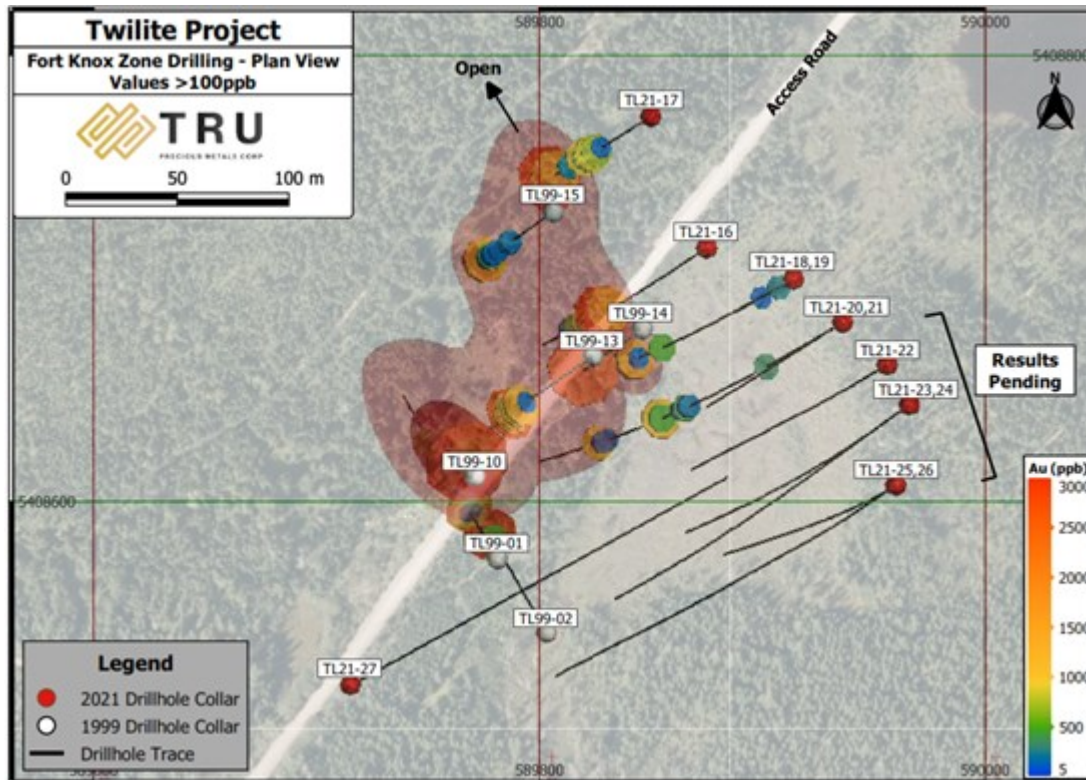 Twilite Project
Fort Knox Zone Drilling - Plan View
Values >100ppb
TRU
PRECIOUS METALS CORP
0 50 100 m
589800
590000
5408800
Open
Access Road
N
TL21-17
TL99-15
TL21-16
TL21-18,19
TL99-14
TL21-20,21
TL99-13
TL21-22
Results
Pending
TL21-23,24
TL99-10
TL21-25,26
5408600
Au (ppb)
3000
2500
2000
1500
1000
500
5
TL99-01
TL99-02
TL21-27
Legend
2021 Drillhole Collar
1999 Drillhole Collar
Drillhole Trace
589800
590000